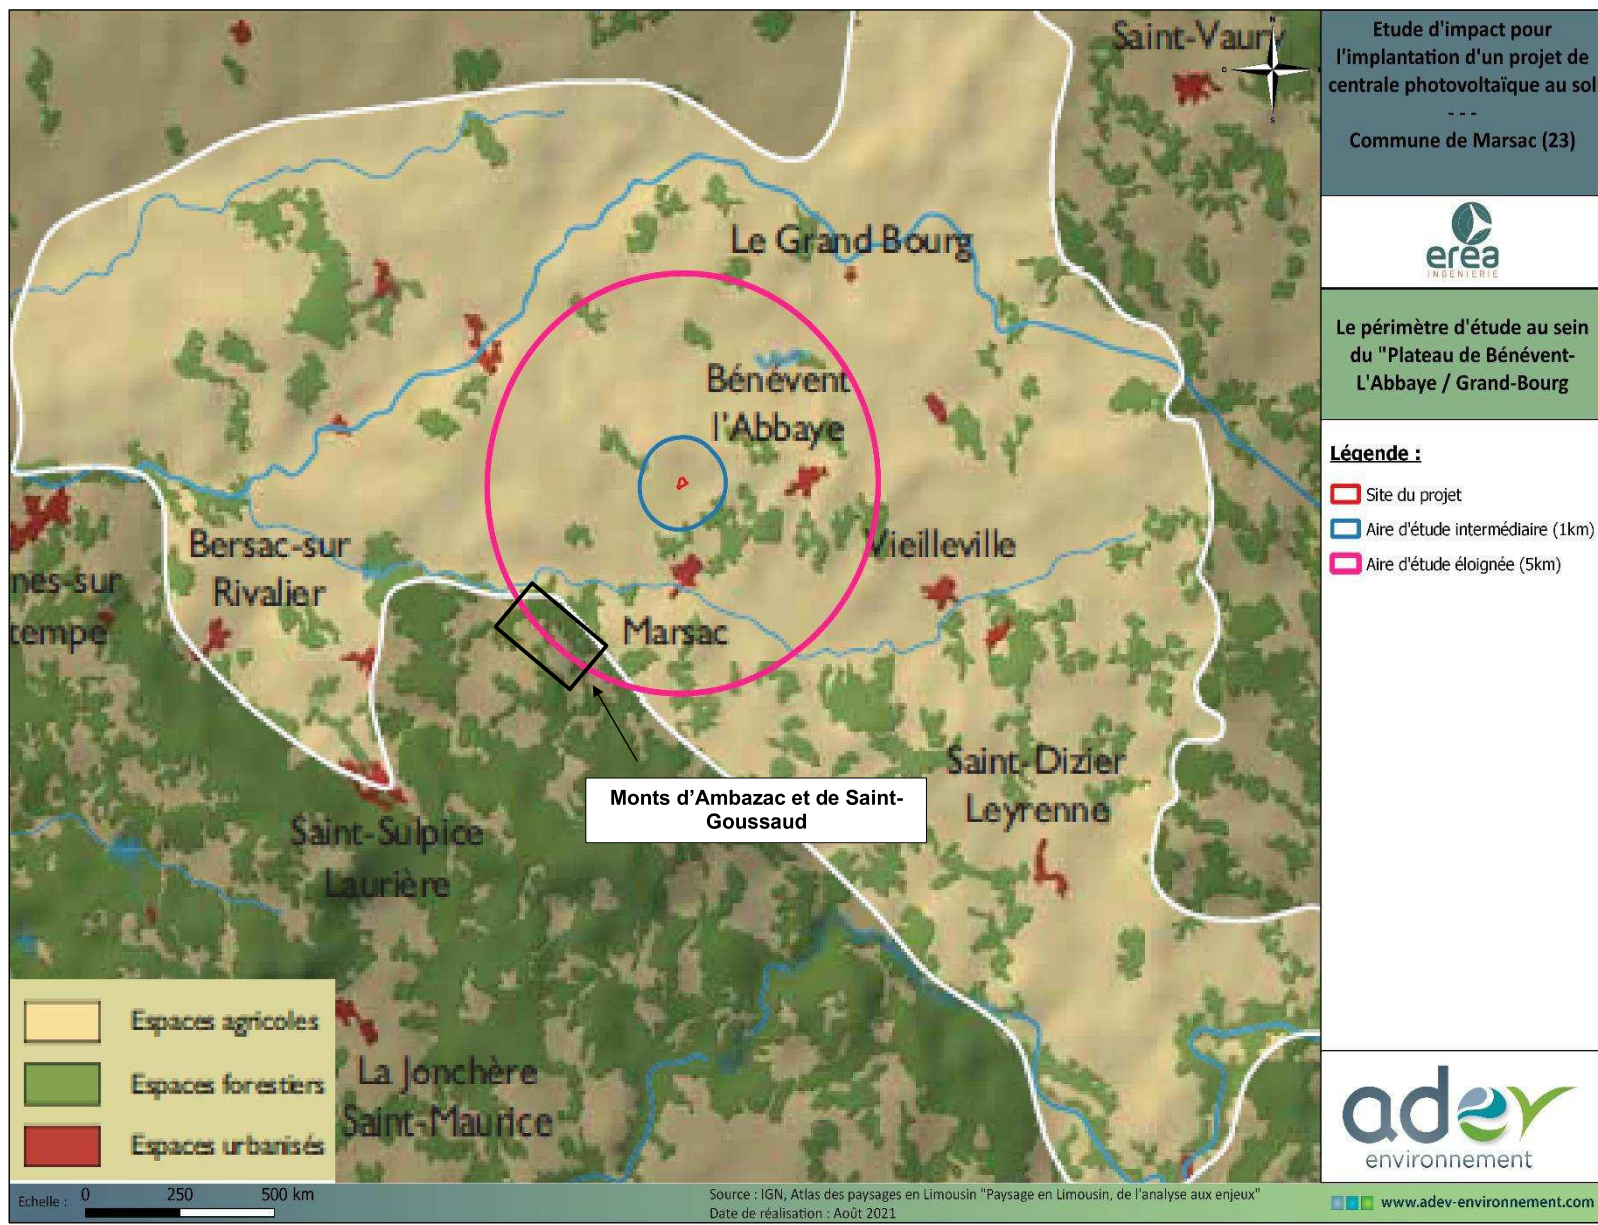 Saint-Vaury
N
O
S
Le Grand Bourg
Bénévent
l'Abbaye
Bersac-sur
Rivalier
Vieilleville
nes-sur
tempe
Marsac
Monts d'Ambazac et de Saint-
Goussaud
Saint-Dizier
Leyrenne
Saint-Sulpice
Laurière
La Jonchère
Saint-Maurice
Espaces agricoles
Espaces forestiers
Espaces urbanisés
Etude d'impact pour
l'implantation d'un projet de
centrale photovoltaïque au sol
- - -
Commune de Marsac (23)
erea
INGENIERIE
Le périmètre d'étude au sein
du "Plateau de Bénévent-
L'Abbaye / Grand-Bourg
Légende :
Site du projet
Aire d'étude intermédiaire (1km)
Aire d'étude éloignée (5km)
adev
environnement
Echelle : 0 250 500 km
Source : IGN, Atlas des paysages en Limousin "Paysage en Limousin, de l'analyse aux enjeux"
Date de réalisation : Août 2021
www.adev-environnement.com